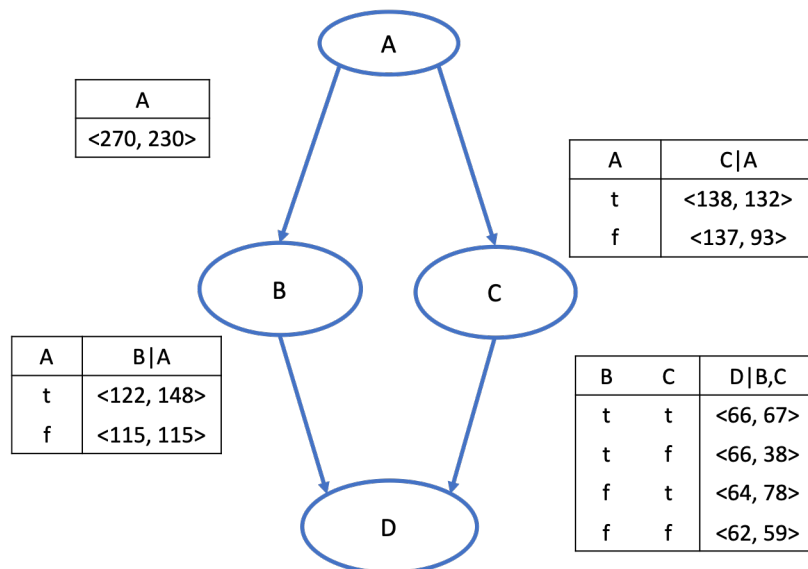 A
A
<270, 230>
A C|A
t <138, 132>
f <137, 93>
B
C
A B|A
t <122, 148>
f <115, 115>
B C D|B,C
t t <66, 67>
t f <66, 38>
f t <64, 78>
f f <62, 59>
D